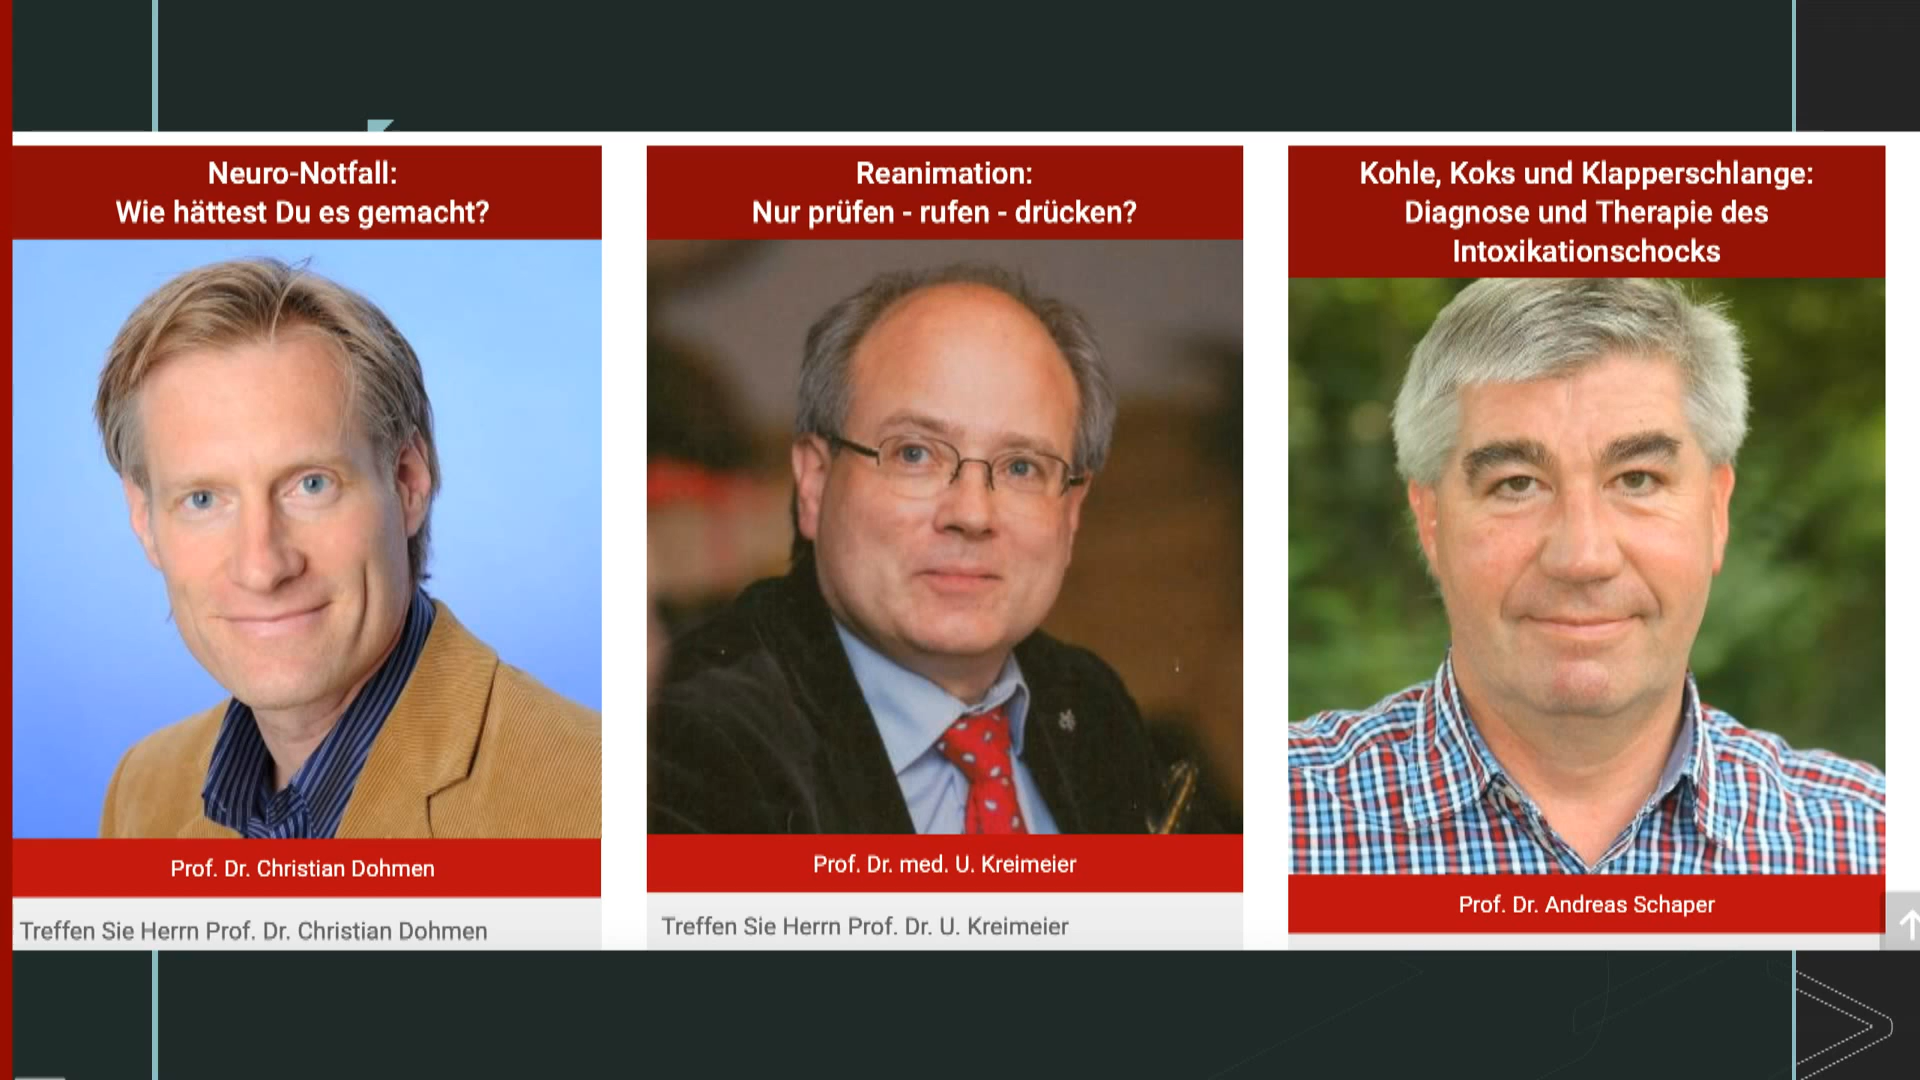 Neuro-Notfall:
Wie hättest Du es gemacht?
Prof. Dr. Christian Dohmen
Treffen Sie Herrn Prof. Dr. Christian Dohmen
Reanimation:
Nur prüfen - rufen - drücken?
Prof. Dr. med. U. Kreimeier
Treffen Sie Herrn Prof. Dr. U. Kreimeier
Kohle, Koks und Klapperschlange:
Diagnose und Therapie des
Intoxikationschocks
Prof. Dr. Andreas Schaper